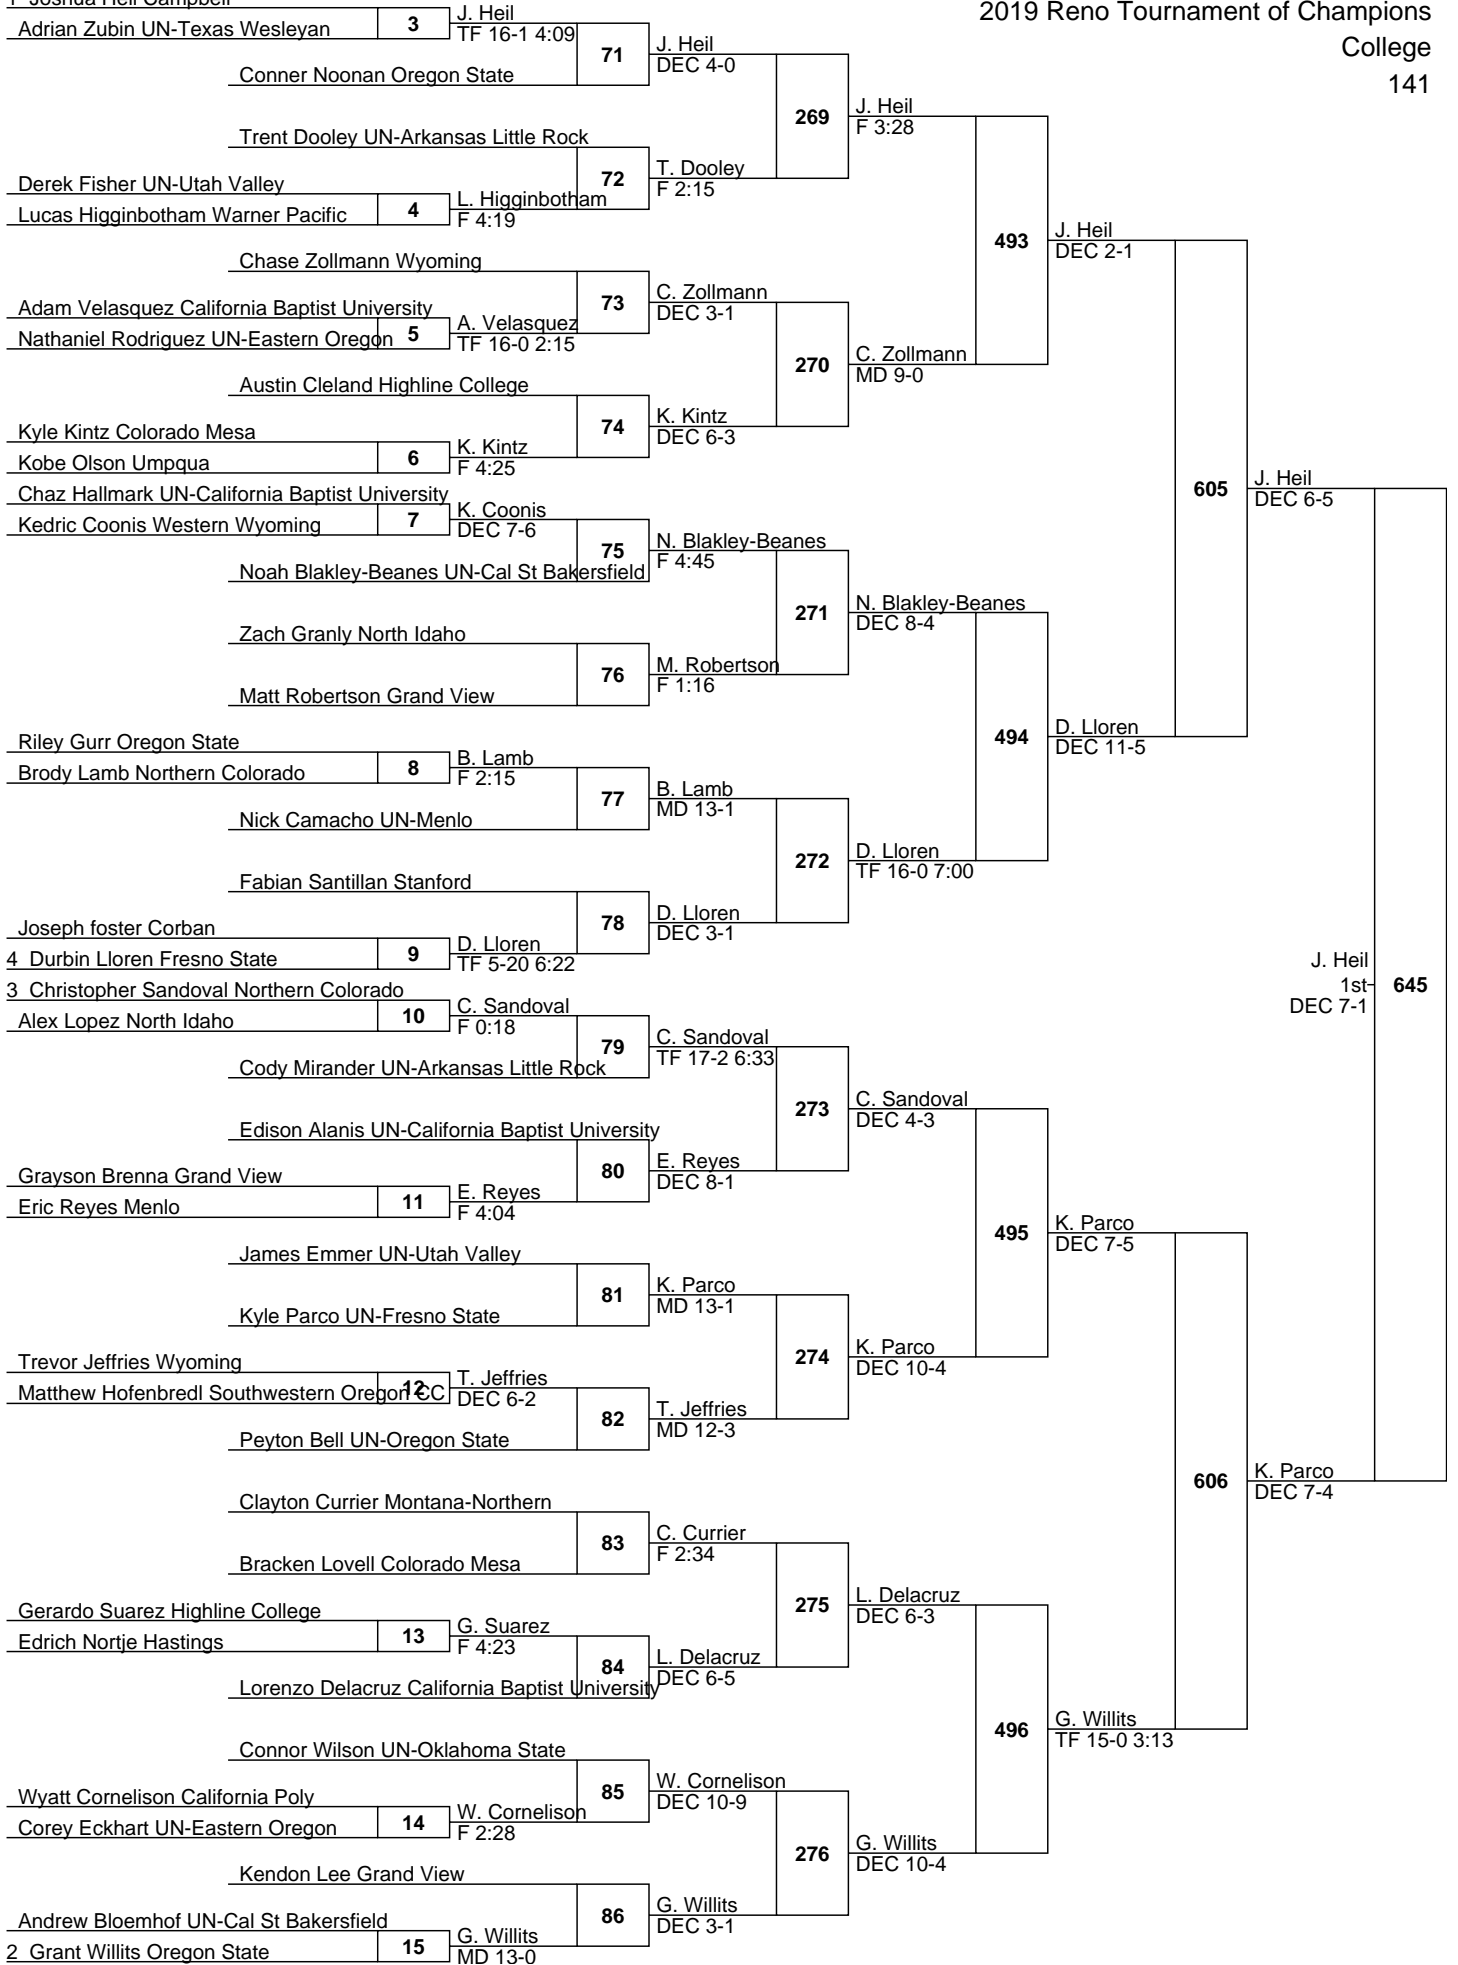 1 Joshua Heil Campbell
Adrian Zubin UN-Texas Wesleyan
3
J. Heil
TF 16-1 4:09
Conner Noonan Oregon State
71
J. Heil
DEC 4-0
2019 Reno Tournament of Champions
College
141
269
J. Heil
F 3:28
Trent Dooley UN-Arkansas Little Rock
72
T. Dooley
F 2:15
Derek Fisher UN-Utah Valley
Lucas Higginbotham Warner Pacific
4
L. Higginbotham
F 4:19
493
J. Heil
DEC 2-1
Chase Zollmann Wyoming
73
C. Zollmann
DEC 3-1
Adam Velasquez California Baptist University
Nathaniel Rodriguez UN-Eastern Oregon
5
A. Velasquez
TF 16-0 2:15
270
C. Zollmann
MD 9-0
Austin Cleland Highline College
74
K. Kintz
DEC 6-3
Kyle Kintz Colorado Mesa
Kobe Olson Umpqua
6
K. Kintz
F 4:25
605
J. Heil
DEC 6-5
Chaz Hallmark UN-California Baptist University
Kedric Coonis Western Wyoming
7
K. Coonis
DEC 7-6
75
N. Blakley-Beanes
F 4:45
Noah Blakley-Beanes UN-Cal St Bakersfield
271
N. Blakley-Beanes
DEC 8-4
Zach Granly North Idaho
76
M. Robertson
F 1:16
Matt Robertson Grand View
494
D. Lloren
DEC 11-5
Riley Gurr Oregon State
Brody Lamb Northern Colorado
8
B. Lamb
F 2:15
77
B. Lamb
MD 13-1
Nick Camacho UN-Menlo
272
D. Lloren
TF 16-0 7:00
Fabian Santillan Stanford
78
D. Lloren
DEC 3-1
Joseph foster Corban
4 Durbin Lloren Fresno State
9
D. Lloren
TF 5-20 6:22
J. Heil
1st
DEC 7-1
645
3 Christopher Sandoval Northern Colorado
Alex Lopez North Idaho
10
C. Sandoval
F 0:18
79
C. Sandoval
TF 17-2 6:33
Cody Mirander UN-Arkansas Little Rock
273
C. Sandoval
DEC 4-3
Edison Alanis UN-California Baptist University
80
E. Reyes
DEC 8-1
Grayson Brenna Grand View
Eric Reyes Menlo
11
E. Reyes
F 4:04
495
K. Parco
DEC 7-5
James Emmer UN-Utah Valley
81
K. Parco
MD 13-1
Kyle Parco UN-Fresno State
274
K. Parco
DEC 10-4
Trevor Jeffries Wyoming
Matthew Hofenbredl Southwestern Oregon CC
12
T. Jeffries
DEC 6-2
82
T. Jeffries
MD 12-3
Peyton Bell UN-Oregon State
606
K. Parco
DEC 7-4
Clayton Currier Montana-Northern
83
C. Currier
F 2:34
Bracken Lovell Colorado Mesa
275
L. Delacruz
DEC 6-3
Gerardo Suarez Highline College
Edrich Nortje Hastings
13
G. Suarez
F 4:23
84
L. Delacruz
DEC 6-5
Lorenzo Delacruz California Baptist University
496
G. Willits
TF 15-0 3:13
Connor Wilson UN-Oklahoma State
85
W. Cornelison
DEC 10-9
Wyatt Cornelison California Poly
Corey Eckhart UN-Eastern Oregon
14
W. Cornelison
F 2:28
276
G. Willits
DEC 10-4
Kendon Lee Grand View
86
G. Willits
DEC 3-1
Andrew Bloemhof UN-Cal St Bakersfield
2 Grant Willits Oregon State
15
G. Willits
MD 13-0